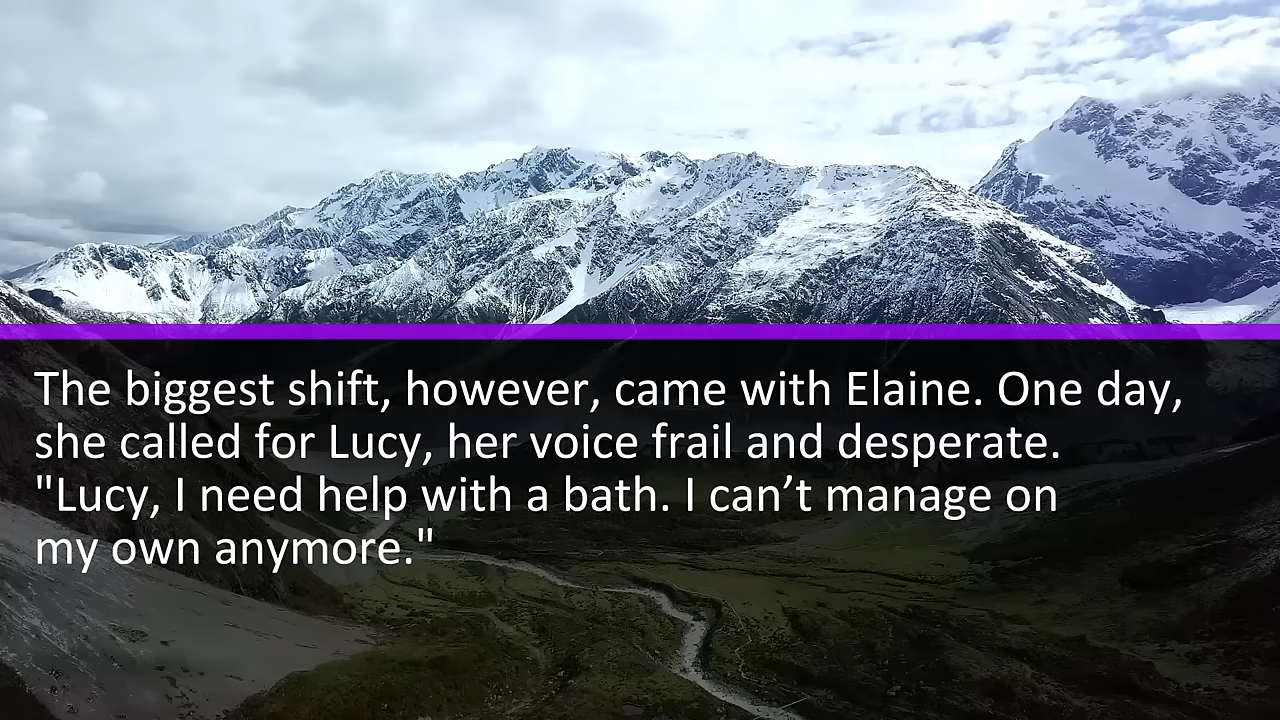 The biggest shift, however, came with Elaine. One day,
she called for Lucy, her voice frail and desperate.
"Lucy, I need help with a bath. I can’t manage on
my own anymore."